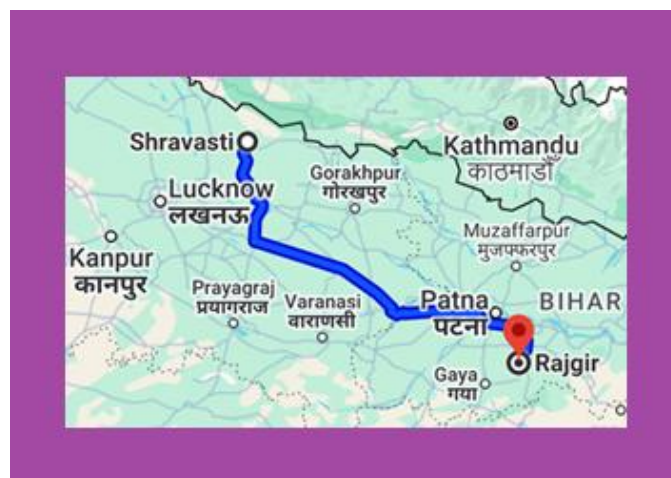 Shravasti
Kathmandu
काठमाडौँ
Gorakhpur
गोरखपुर
Lucknow
लखनऊ
Muzaffarpur
मुजफ्फरपुर
Kanpur
कानपुर
Prayagraj
प्रयागराज
Varanasi
वाराणसी
Patna
पटना
BIHAR
Rajgir
Gaya
गया